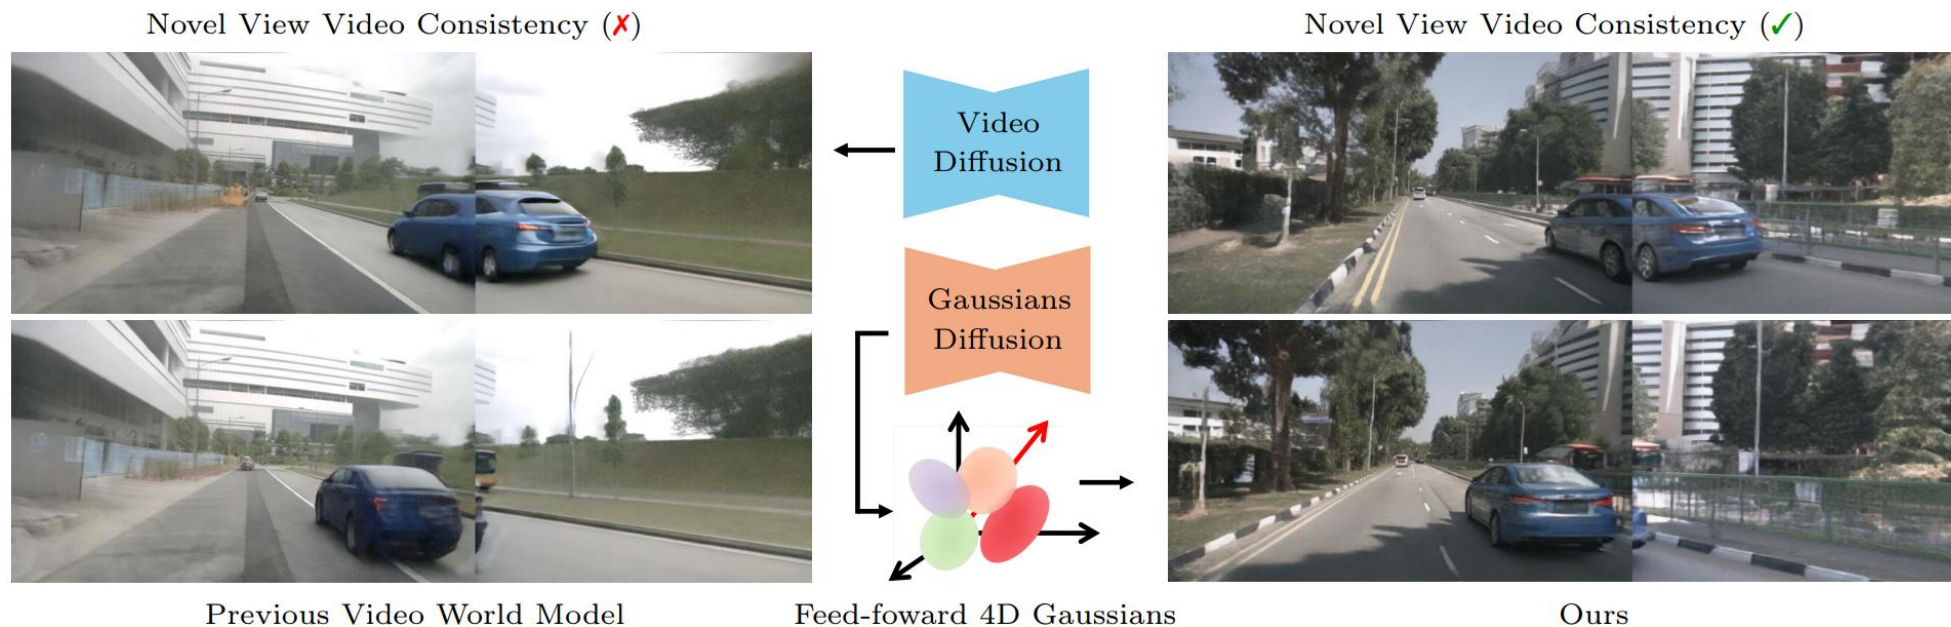 Novel View Video Consistency (✗)
Novel View Video Consistency (✓)
Video
Diffusion
Gaussians
Diffusion
Previous Video World Model
Feed-foward 4D Gaussians
Ours